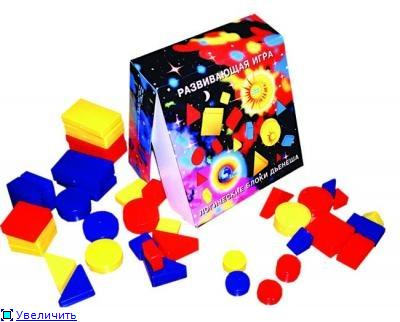 РАЗВИВАЮЩАЯ ИГРА
ЛОГИЧЕСКИЕ БЛОКИ ДЬЕНЕША
Увеличить